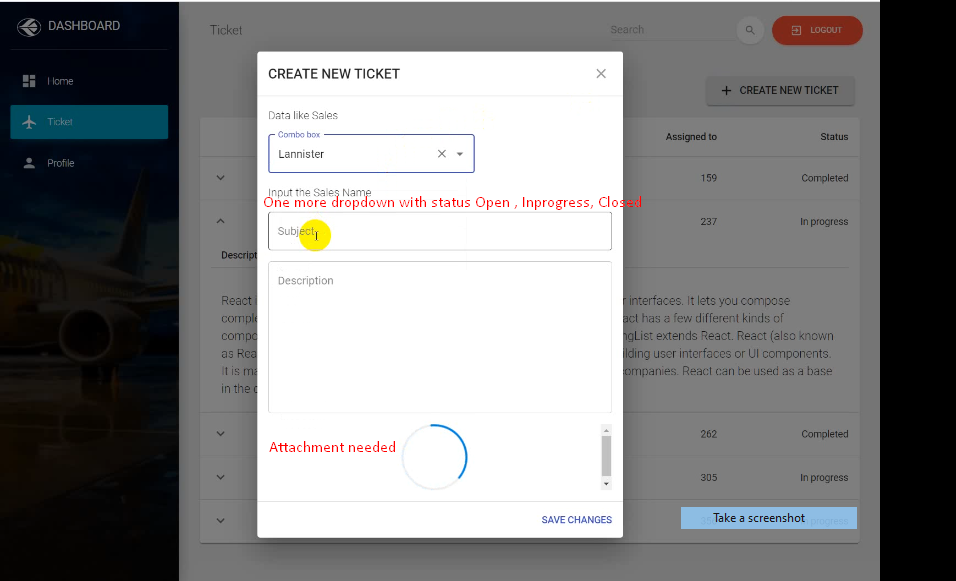 DASHBOARD
Ticket
Search
LOGOUT
Home
Ticket
Profile
CREATE NEW TICKET
CREATE NEW TICKET
Data like Sales
Combo box
Lannister
Input the Sales Name
One more dropdown with status Open , Inprogress, Closed
Subject
Description
Attachment needed
SAVE CHANGES
Assigned to Status
159 Completed
237 In progress
Descript
React
r interfaces. It lets you compose
comple
act has a few different kinds of
compo
ngList extends React. React (also known
as Rea
ilding user interfaces or UI components.
It is ma
companies. React can be used as a base
in the
262 Completed
305 In progress
Take a screenshot